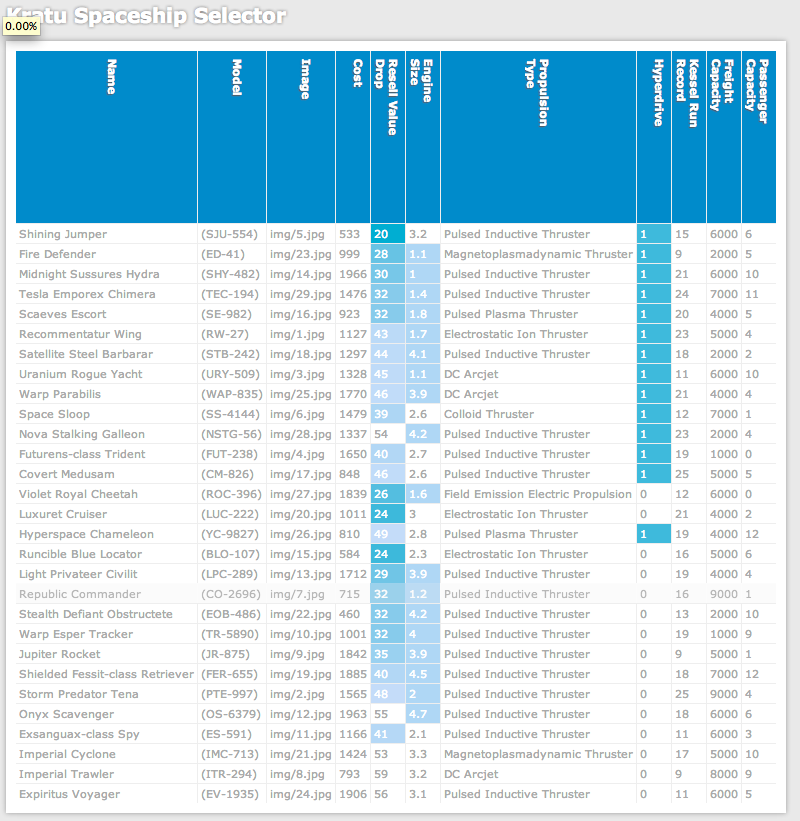 Kratu Spaceship Selector
0.00%
Name Model Image Cost Resell Value Drop Engine Size Propulsion Type Hyperdrive Kessel Run Record Freight Capacity Passenger Capacity
Shining Jumper (SJU-554) img/5.jpg 533 20 3.2 Pulsed Inductive Thruster 1 15 6000 6
Fire Defender (ED-41) img/23.jpg 999 28 1.1 Magnetoplasmadynamic Thruster 1 9 2000 5
Midnight Sussures Hydra (SHY-482) img/14.jpg 1966 30 1 Pulsed Inductive Thruster 1 21 6000 10
Tesla Emporex Chimera (TEC-194) img/29.jpg 1476 32 1.4 Pulsed Inductive Thruster 1 24 7000 11
Scaeves Escort (SE-982) img/16.jpg 923 32 1.8 Pulsed Plasma Thruster 1 20 4000 5
Recommentatur Wing (RW-27) img/1.jpg 1127 43 1.7 Electrostatic Ion Thruster 1 23 5000 4
Satellite Steel Barbarar (STB-242) img/18.jpg 1297 44 4.1 Pulsed Inductive Thruster 1 18 2000 2
Uranium Rogue Yacht (URY-509) img/3.jpg 1328 45 1.1 DC Arcjet 1 11 6000 10
Warp Parabilis (WAP-835) img/25.jpg 1770 46 3.9 DC Arcjet 1 21 4000 4
Space Sloop (SS-4144) img/6.jpg 1479 39 2.6 Colloid Thruster 1 12 7000 1
Nova Stalking Galleon (NSTG-56) img/28.jpg 1337 54 4.2 Pulsed Inductive Thruster 1 23 2000 4
Futurens-class Trident (FUT-238) img/4.jpg 1650 40 2.7 Pulsed Inductive Thruster 1 19 1000 0
Covert Medusam (CM-826) img/17.jpg 848 46 2.6 Pulsed Inductive Thruster 1 25 5000 5
Violet Royal Cheetah (ROC-396) img/27.jpg 1839 26 1.6 Field Emission Electric Propulsion 0 12 6000 0
Luxuret Cruiser (LUC-222) img/20.jpg 1011 24 3 Electrostatic Ion Thruster 0 21 4000 2
Hyperspace Chameleon (YC-9827) img/26.jpg 810 49 2.8 Pulsed Plasma Thruster 1 19 4000 12
Runcible Blue Locator (BLO-107) img/15.jpg 584 24 2.3 Electrostatic Ion Thruster 0 16 5000 6
Light Privateer Civilit (LPC-289) img/13.jpg 1712 29 3.9 Pulsed Inductive Thruster 0 19 4000 4
Republic Commander (CO-2696) img/7.jpg 715 32 1.2 Pulsed Inductive Thruster 0 16 9000 1
Stealth Defiant Obstructete (EOB-486) img/22.jpg 460 32 4.2 Pulsed Inductive Thruster 0 13 2000 10
Warp Esper Tracker (TR-5890) img/10.jpg 1001 32 4 Pulsed Inductive Thruster 0 19 1000 9
Jupiter Rocket (JR-875) img/9.jpg 1842 35 3.9 Pulsed Inductive Thruster 0 9 5000 1
Shielded Fessit-class Retriever (FER-655) img/19.jpg 1885 40 4.5 Pulsed Inductive Thruster 0 18 7000 12
Storm Predator Tena (PTE-997) img/2.jpg 1565 48 2 Pulsed Inductive Thruster 0 25 9000 4
Onyx Scavenger (OS-6379) img/12.jpg 1963 55 4.7 Pulsed Inductive Thruster 0 18 6000 6
Exsanguax-class Spy (ES-591) img/11.jpg 1166 41 2.1 Pulsed Inductive Thruster 0 11 6000 3
Imperial Cyclone (IMC-713) img/21.jpg 1424 53 3.3 Magnetoplasmadynamic Thruster 0 17 5000 10
Imperial Trawler (ITR-294) img/8.jpg 793 59 3.2 DC Arcjet 0 9 8000 9
Expiritus Voyager (EV-1935) img/24.jpg 1906 56 3.1 Pulsed Inductive Thruster 0 11 6000 5